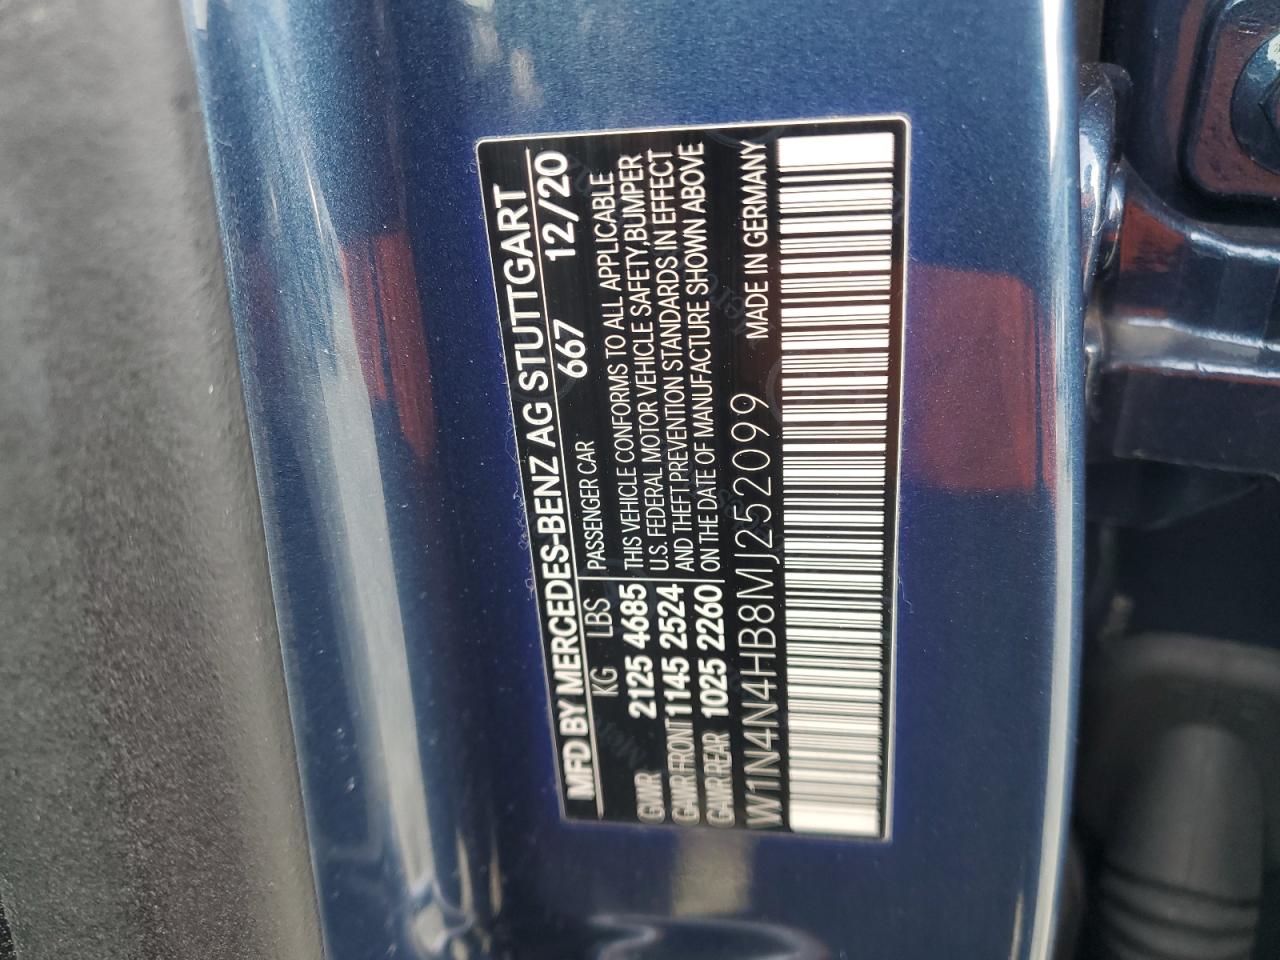 MFD BY MERCEDES-BENZ AG STUTTGART
KG LBS 667 12/20
GVWR 2125 4685
GAWR FRONT 1145 2524
GAWR REAR 1025 2260
PASSENGER CAR
THIS VEHICLE CONFORMS TO ALL APPLICABLE
U.S. FEDERAL MOTOR VEHICLE SAFETY,BUMPER
AND THEFT PREVENTION STANDARDS IN EFFECT
ON THE DATE OF MANUFACTURE SHOWN ABOVE
W1N4N4HB8MJ252099 MADE IN GERMANY